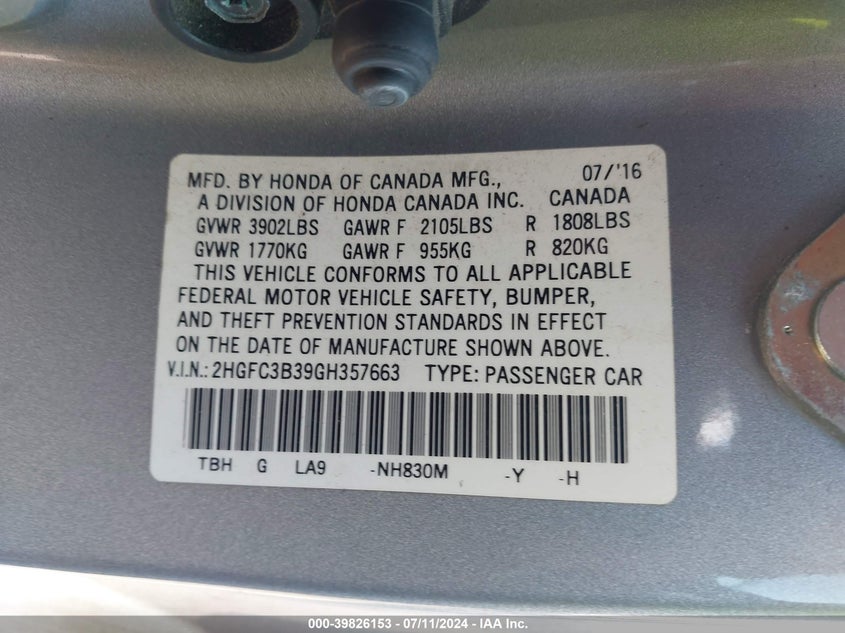 MFD. BY HONDA OF CANADA MFG., 07/'16
A DIVISION OF HONDA CANADA INC. CANADA
GVWR 3902LBS GAWR F 2105LBS R 1808LBS
GVWR 1770KG GAWR F 955KG R 820KG
THIS VEHICLE CONFORMS TO ALL APPLICABLE
FEDERAL MOTOR VEHICLE SAFETY, BUMPER,
AND THEFT PREVENTION STANDARDS IN EFFECT
ON THE DATE OF MANUFACTURE SHOWN ABOVE.
V.I.N.: 2HGFC3B39GH357663 TYPE: PASSENGER CAR
TBH G LA9 -NH830M -Y -H
000-39826153 / 07/11/2024 - IAA Inc.